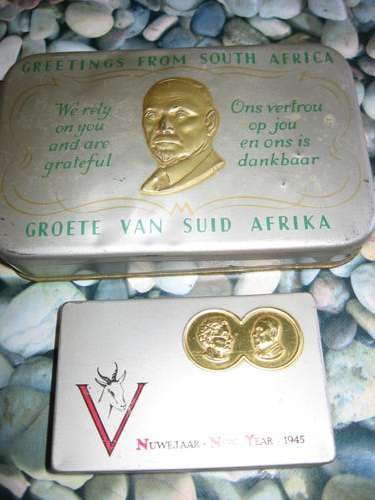 GREETINGS FROM SOUTH AFRICA
We rely
on you
and are
grateful
Ons vertrou
op jou
en ons is
dankbaar
GROETE VAN SUID AFRIKA
V
NUWEJAAR - NEW YEAR - 1945